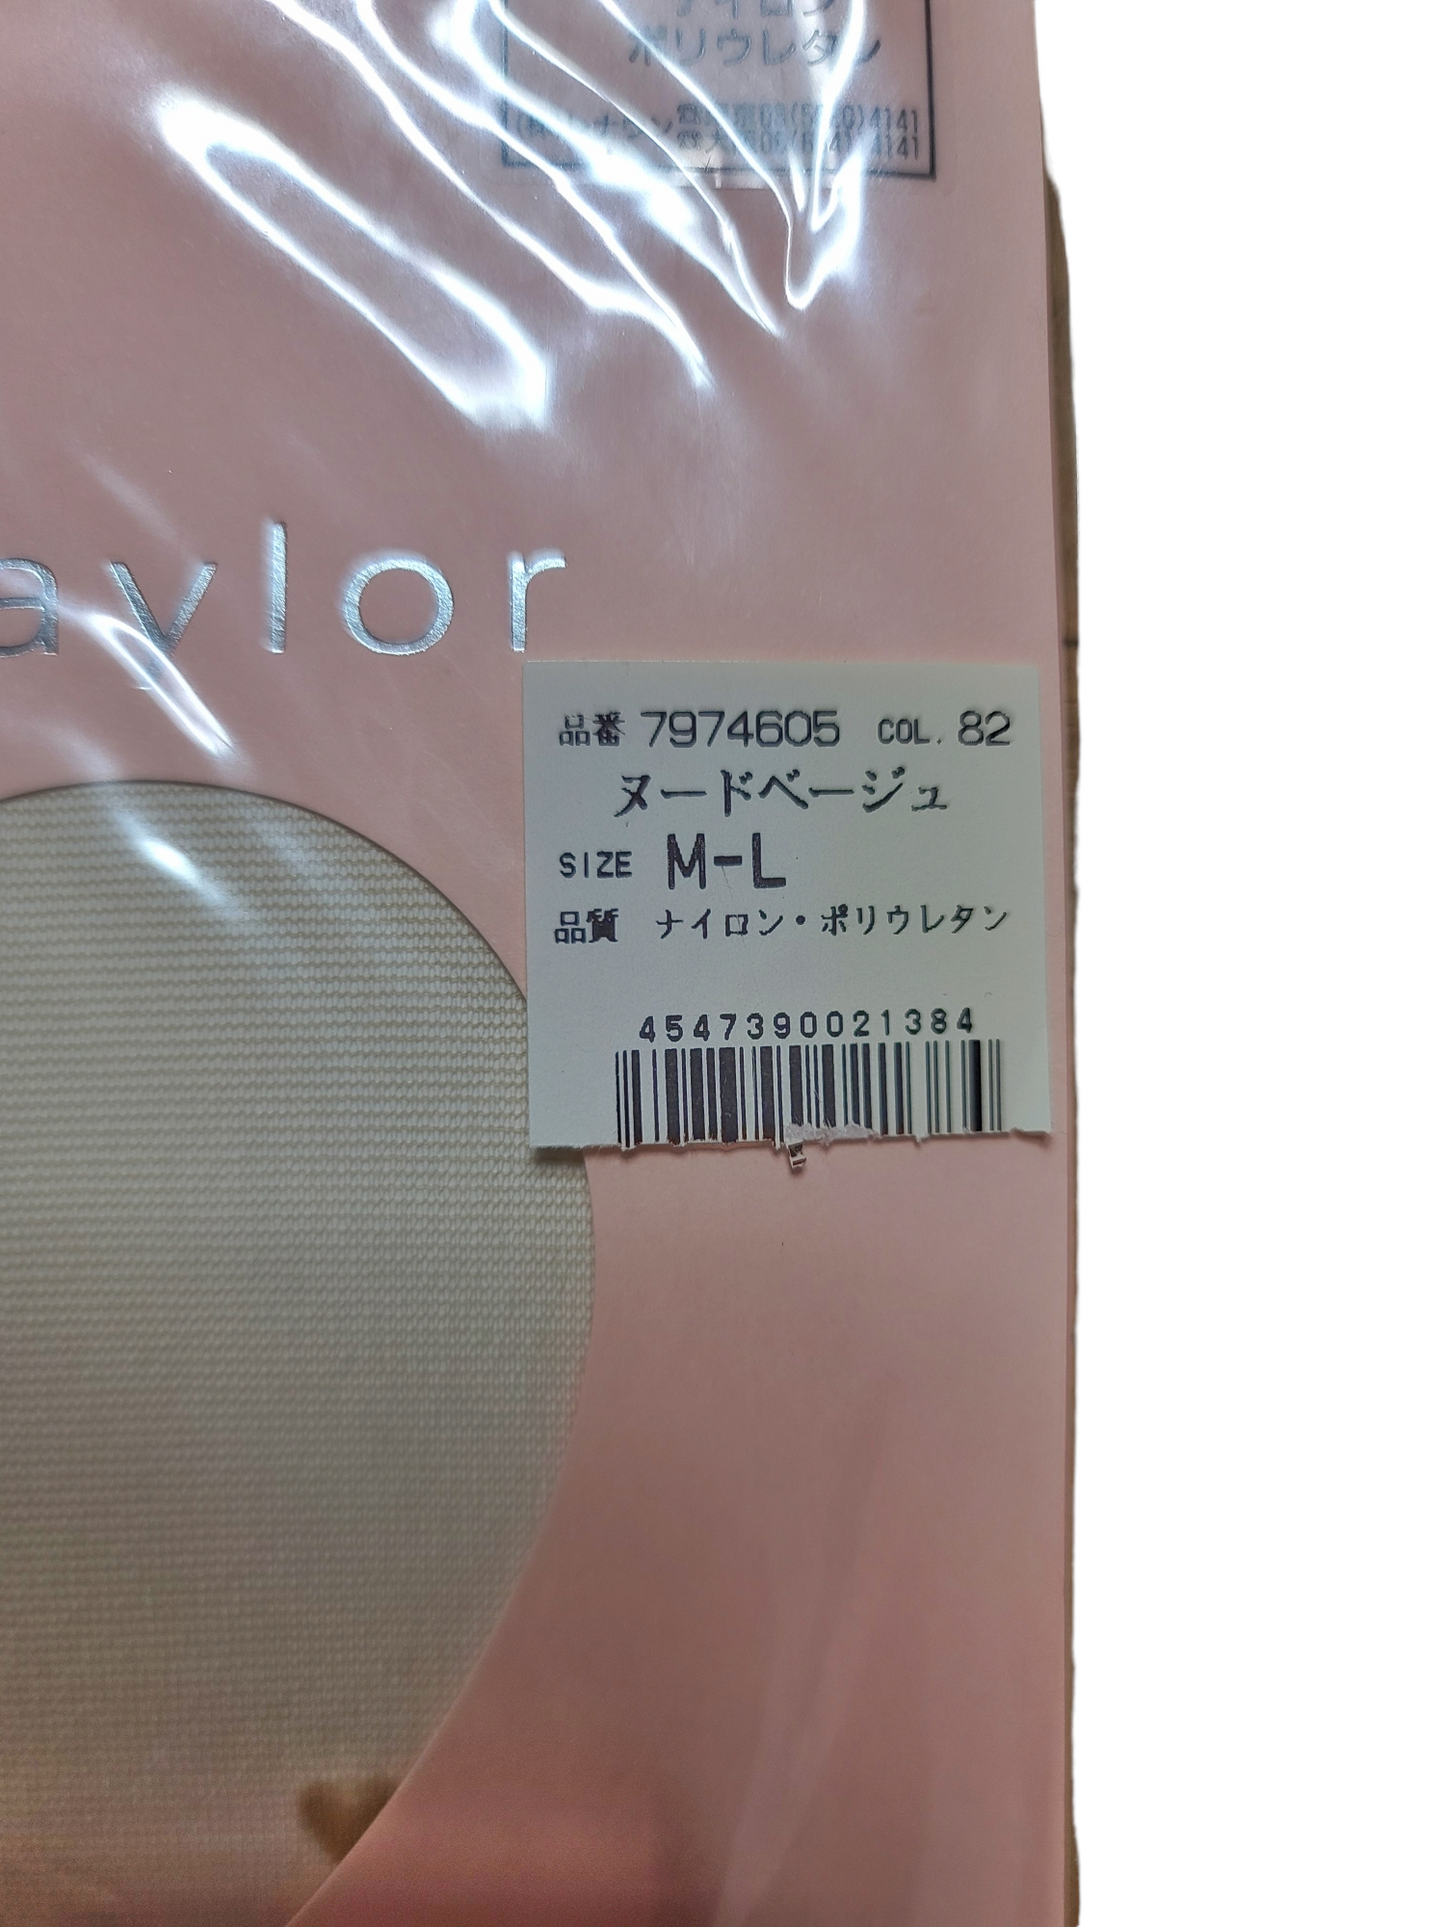 ナイロン
ポリウレタン
aylor
品番 7974605 COL. 82
ヌードベージュ
SIZE M-L
品質 ナイロン・ポリウレタン
4547390021384